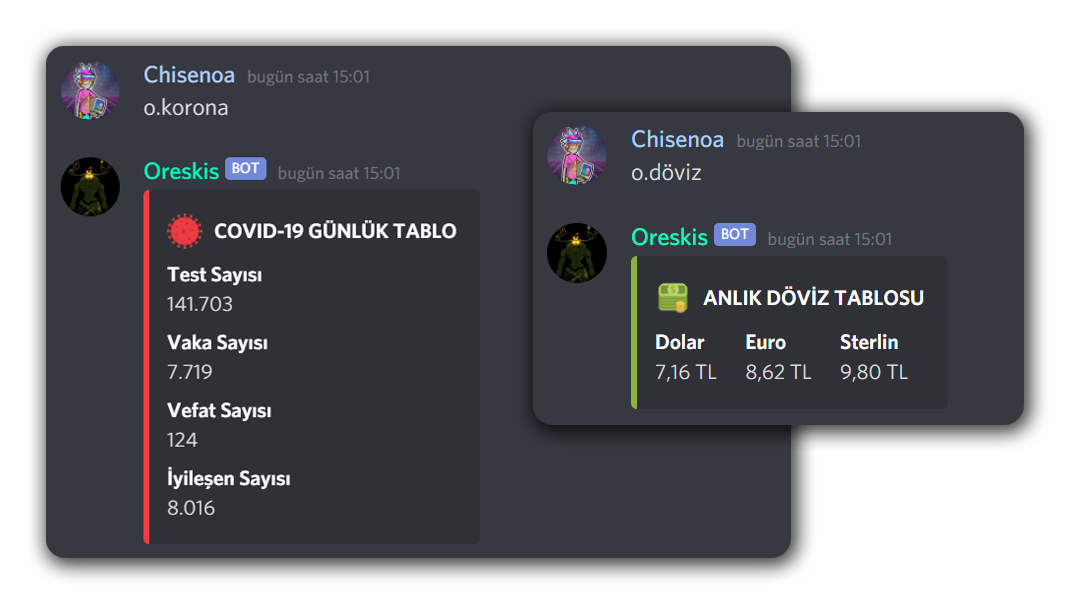 Chisenoa bugün saat 15:01
o.korona
Oreskis BOT bugün saat 15:01
COVID-19 GÜNLÜK TABLO
Test Sayısı
141.703
Vaka Sayısı
7.719
Vefat Sayısı
124
İyileşen Sayısı
8.016
Chisenoa bugün saat 15:01
o.döviz
Oreskis BOT bugün saat 15:01
ANLIK DÖVİZ TABLOSU
Dolar Euro Sterlin
7,16 TL 8,62 TL 9,80 TL